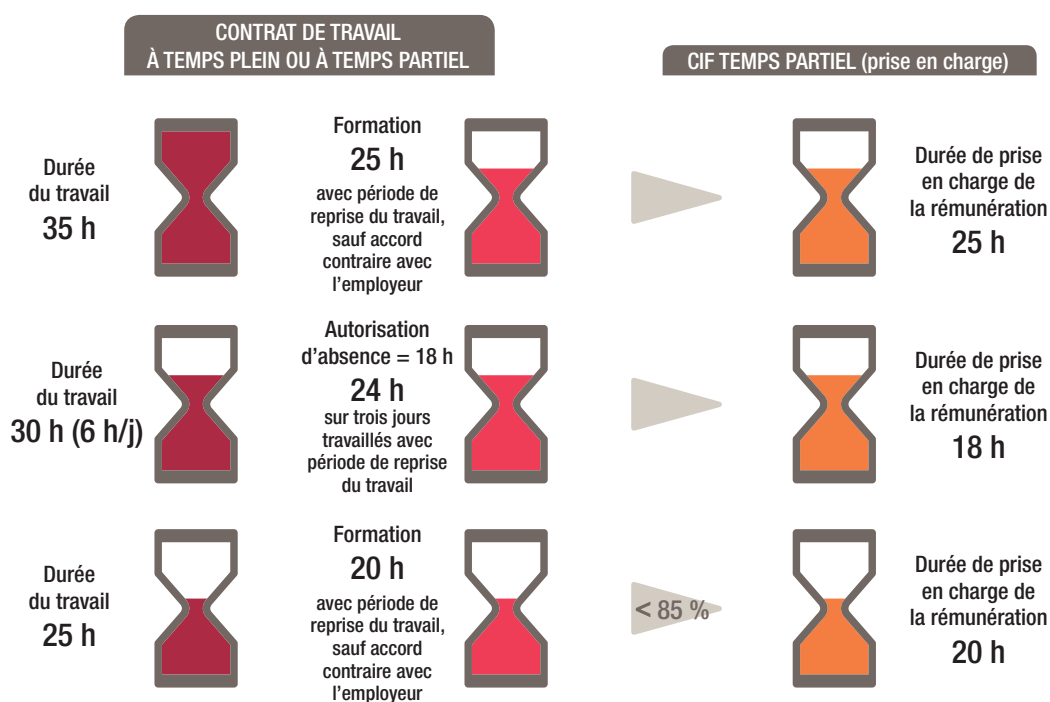 CONTRAT DE TRAVAIL
À TEMPS PLEIN OU À TEMPS PARTIEL
CIF TEMPS PARTIEL (prise en charge)
Durée
du travail
35 h
Formation
25 h
avec période de
reprise du travail,
sauf accord
contraire avec
l’employeur
Durée de prise
en charge de
la rémunération
25 h
Durée
du travail
30 h (6 h/j)
Autorisation
d’absence = 18 h
24 h
sur trois jours
travaillés avec
période de reprise
du travail
Durée de prise
en charge de
la rémunération
18 h
Durée
du travail
25 h
Formation
20 h
avec période de
reprise du travail,
sauf accord
contraire avec
l’employeur
< 85 %
Durée de prise
en charge de
la rémunération
20 h